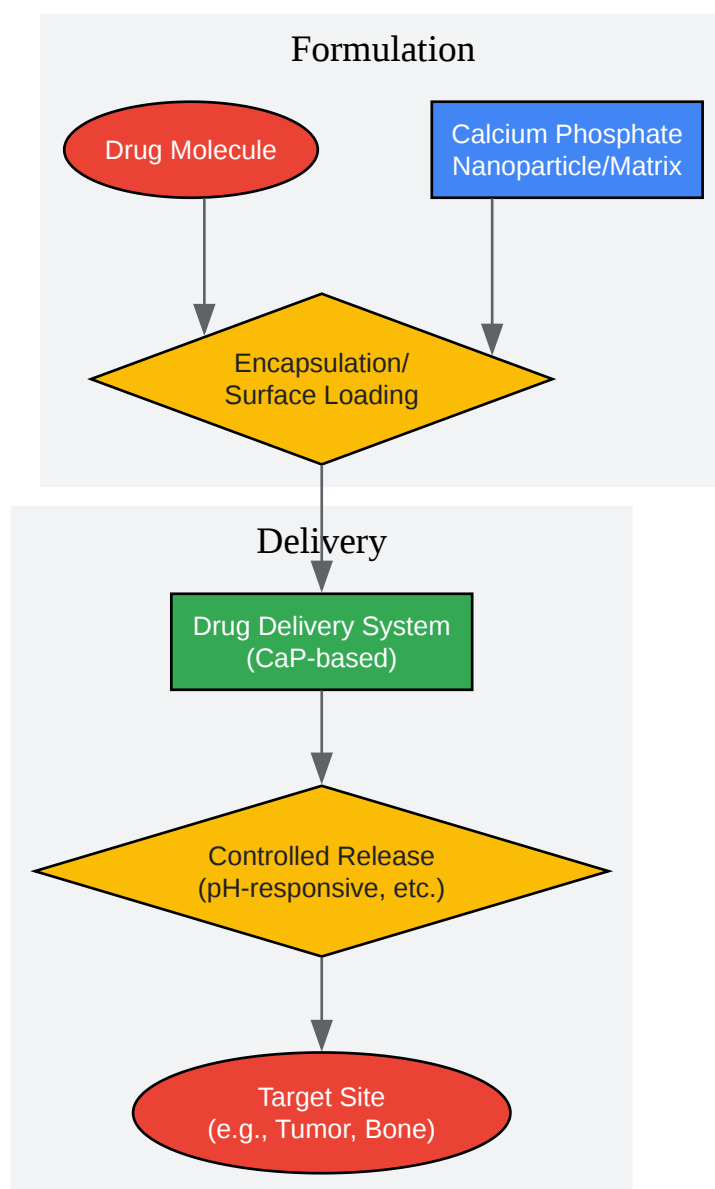 Formulation
Drug Molecule
Calcium Phosphate
Nanoparticle/Matrix
Encapsulation/
Surface Loading
Delivery
Drug Delivery System
(CaP-based)
Controlled Release
(pH-responsive, etc.)
Target Site
(e.g., Tumor, Bone)